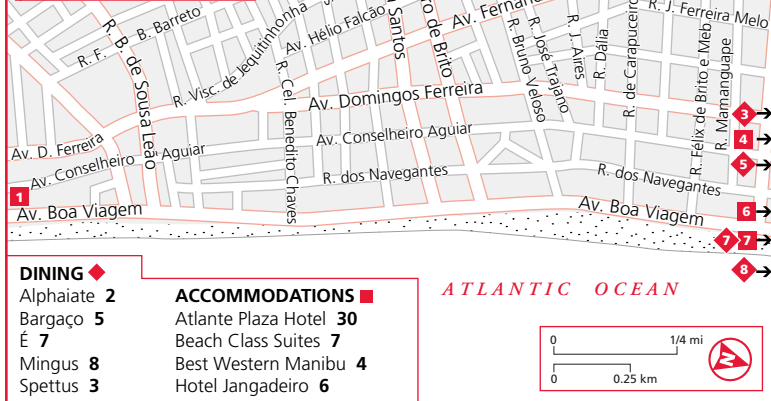 R. F. B. Barreto
R. B. de Sousa Leão
R. Visc. de Jequitinhonha
Av. Hélio Falcão
R. Cel. Benedito Chaves
Santos
ro de Brito
Av. Fernand
R. Bruno Veloso
R. José Trajano
R. J. Aires
R. Dália
R. de Carapuceiro
R. J. Ferreira Melo
R. Félix de Brito e Mel
R. Mamanguape
Av. Domingos Ferreira
Av. D. Ferreira
Av. Conselheiro Aguiar
Av. Conselheiro Aguiar
R. dos Navegantes
R. dos Navegantes
Av. Boa Viagem
Av. Boa Viagem
1
3
4
5
6
7 7
8
ATLANTIC OCEAN
DINING
Alphaiate 2
Bargaço 5
É 7
Mingus 8
Spettus 3
ACCOMMODATIONS
Atlante Plaza Hotel 30
Beach Class Suites 7
Best Western Manibu 4
Hotel Jangadeiro 6
0 1/4 mi
0 0.25 km
N